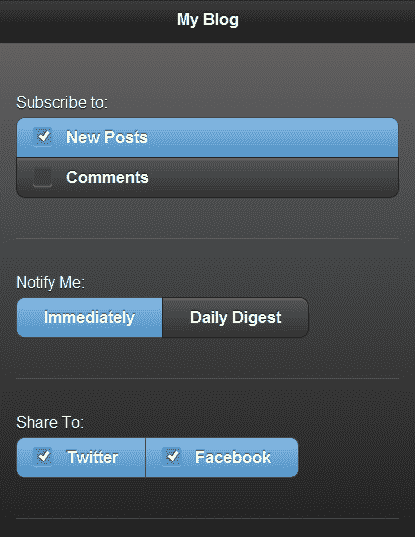 My Blog
Subscribe to:
New Posts
Comments
Notify Me:
Immediately Daily Digest
Share To:
Twitter Facebook